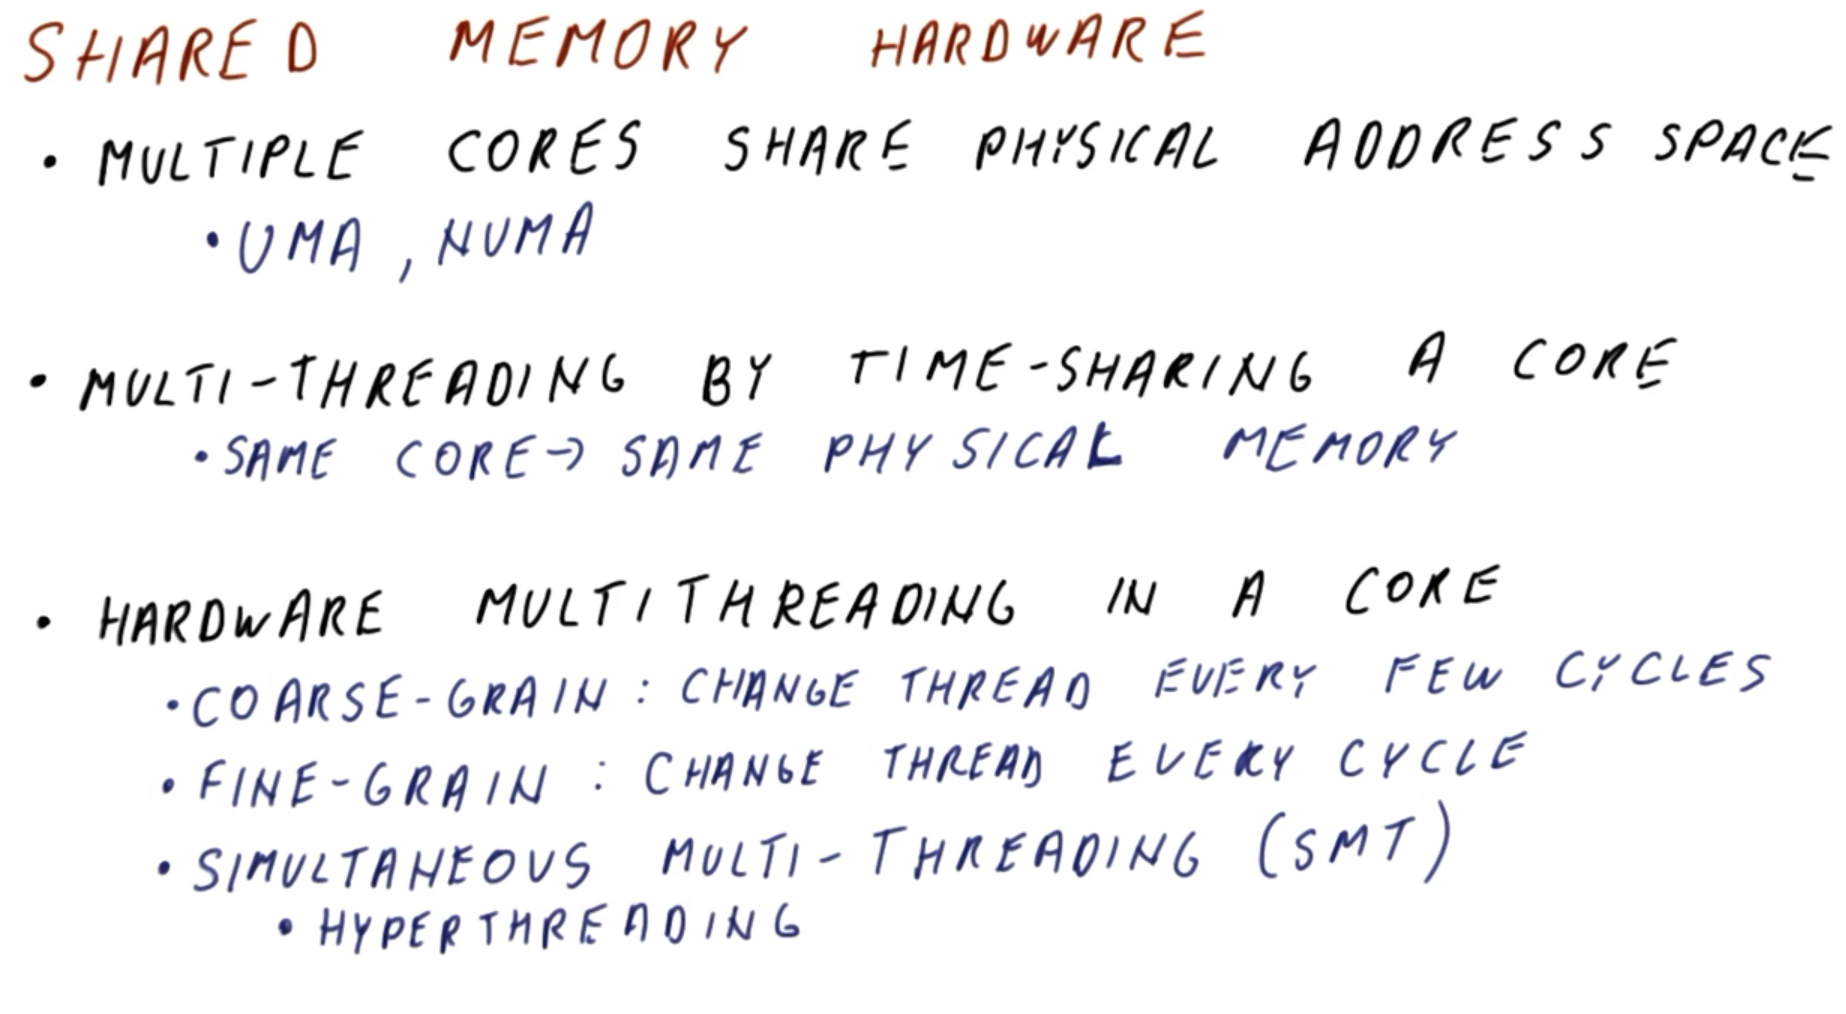 SHARED MEMORY HARDWARE
• MULTIPLE CORES SHARE PHYSICAL ADDRESS SPACE
• UMA, NUMA
• MULTI-THREADING BY TIME-SHARING A CORE
• SAME CORE → SAME PHYSICAL MEMORY
• HARDWARE MULTITHREADING IN A CORE
• COARSE-GRAIN : CHANGE THREAD EVERY FEW CYCLES
• FINE-GRAIN : CHANGE THREAD EVERY CYCLE
• SIMULTANEOUS MULTI-THREADING (SMT)
• HYPERTHREADING